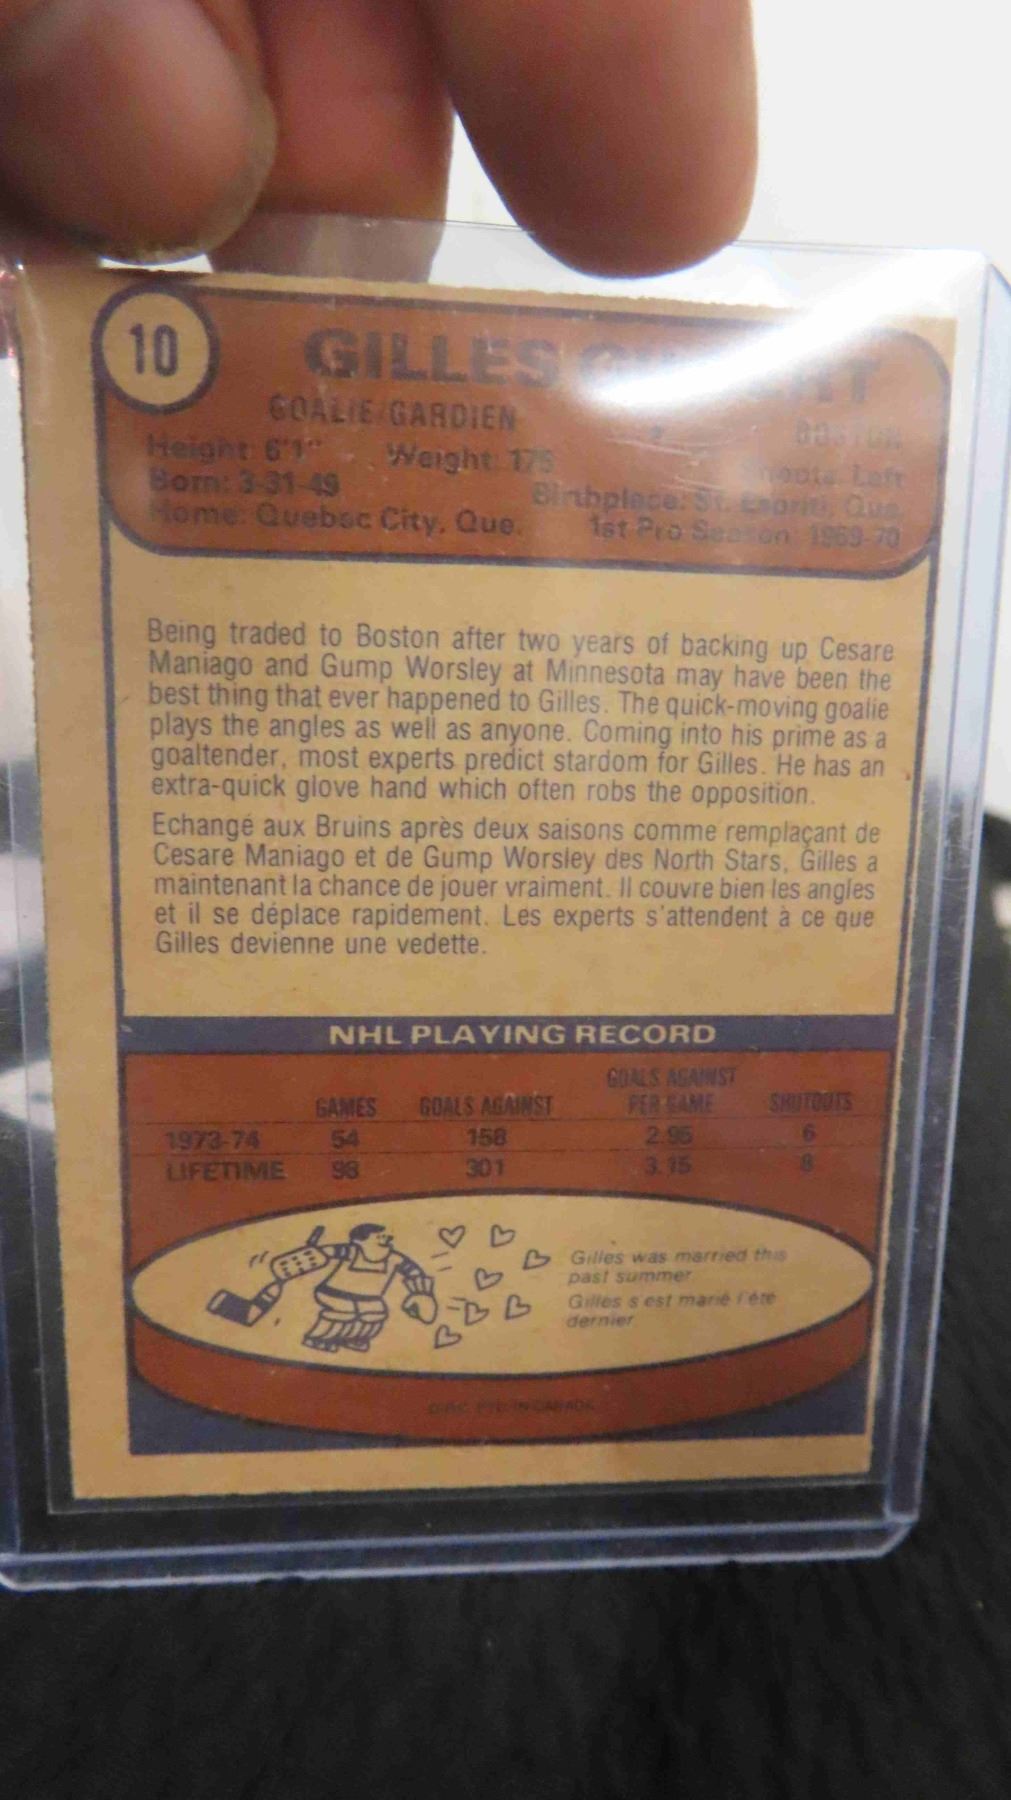 10
GILLES
GOALIE/GARDIEN
BOSTON
Height: 6'1" Weight: 175 Shoots: Left
Born: 3-31-49 Birthplace: St. Espriti, Que.
Home: Quebec City, Que. 1st Pro Season: 1969-70
Being traded to Boston after two years of backing up Cesare
Maniago and Gump Worsley at Minnesota may have been the
best thing that ever happened to Gilles. The quick-moving goalie
plays the angles as well as anyone. Coming into his prime as a
goaltender, most experts predict stardom for Gilles. He has an
extra-quick glove hand which often robs the opposition.
Echangé aux Bruins après deux saisons comme remplaçant de
Cesare Maniago et de Gump Worsley des North Stars, Gilles a
maintenant la chance de jouer vraiment. Il couvre bien les angles
et il se déplace rapidement. Les experts s'attendent à ce que
Gilles devienne une vedette.
NHL PLAYING RECORD
GAMES GOALS AGAINST GOALS AGAINST PER GAME SHUTOUTS
1973-74 54 158 2.95 6
LIFETIME 98 301 3.15 8
Gilles was married this
past summer
Gilles s'est marié l'été
dernier
PTD. IN CANADA